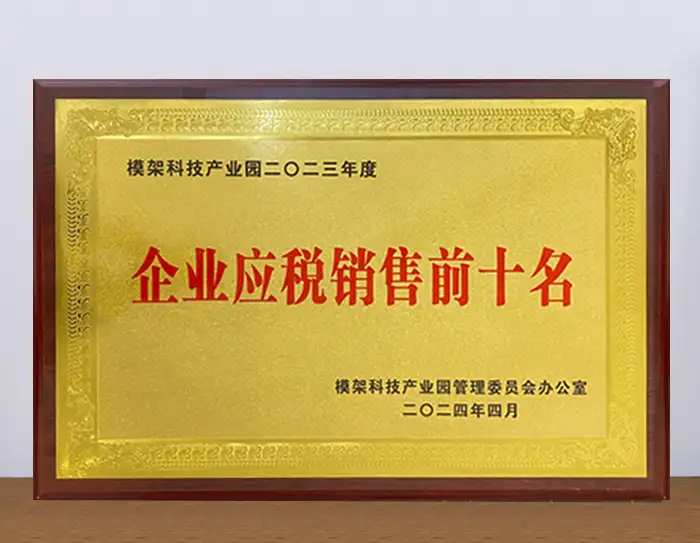 模架科技产业园二〇二三年度
企业应税销售前十名
模架科技产业园管理委员会办公室
二〇二四年四月